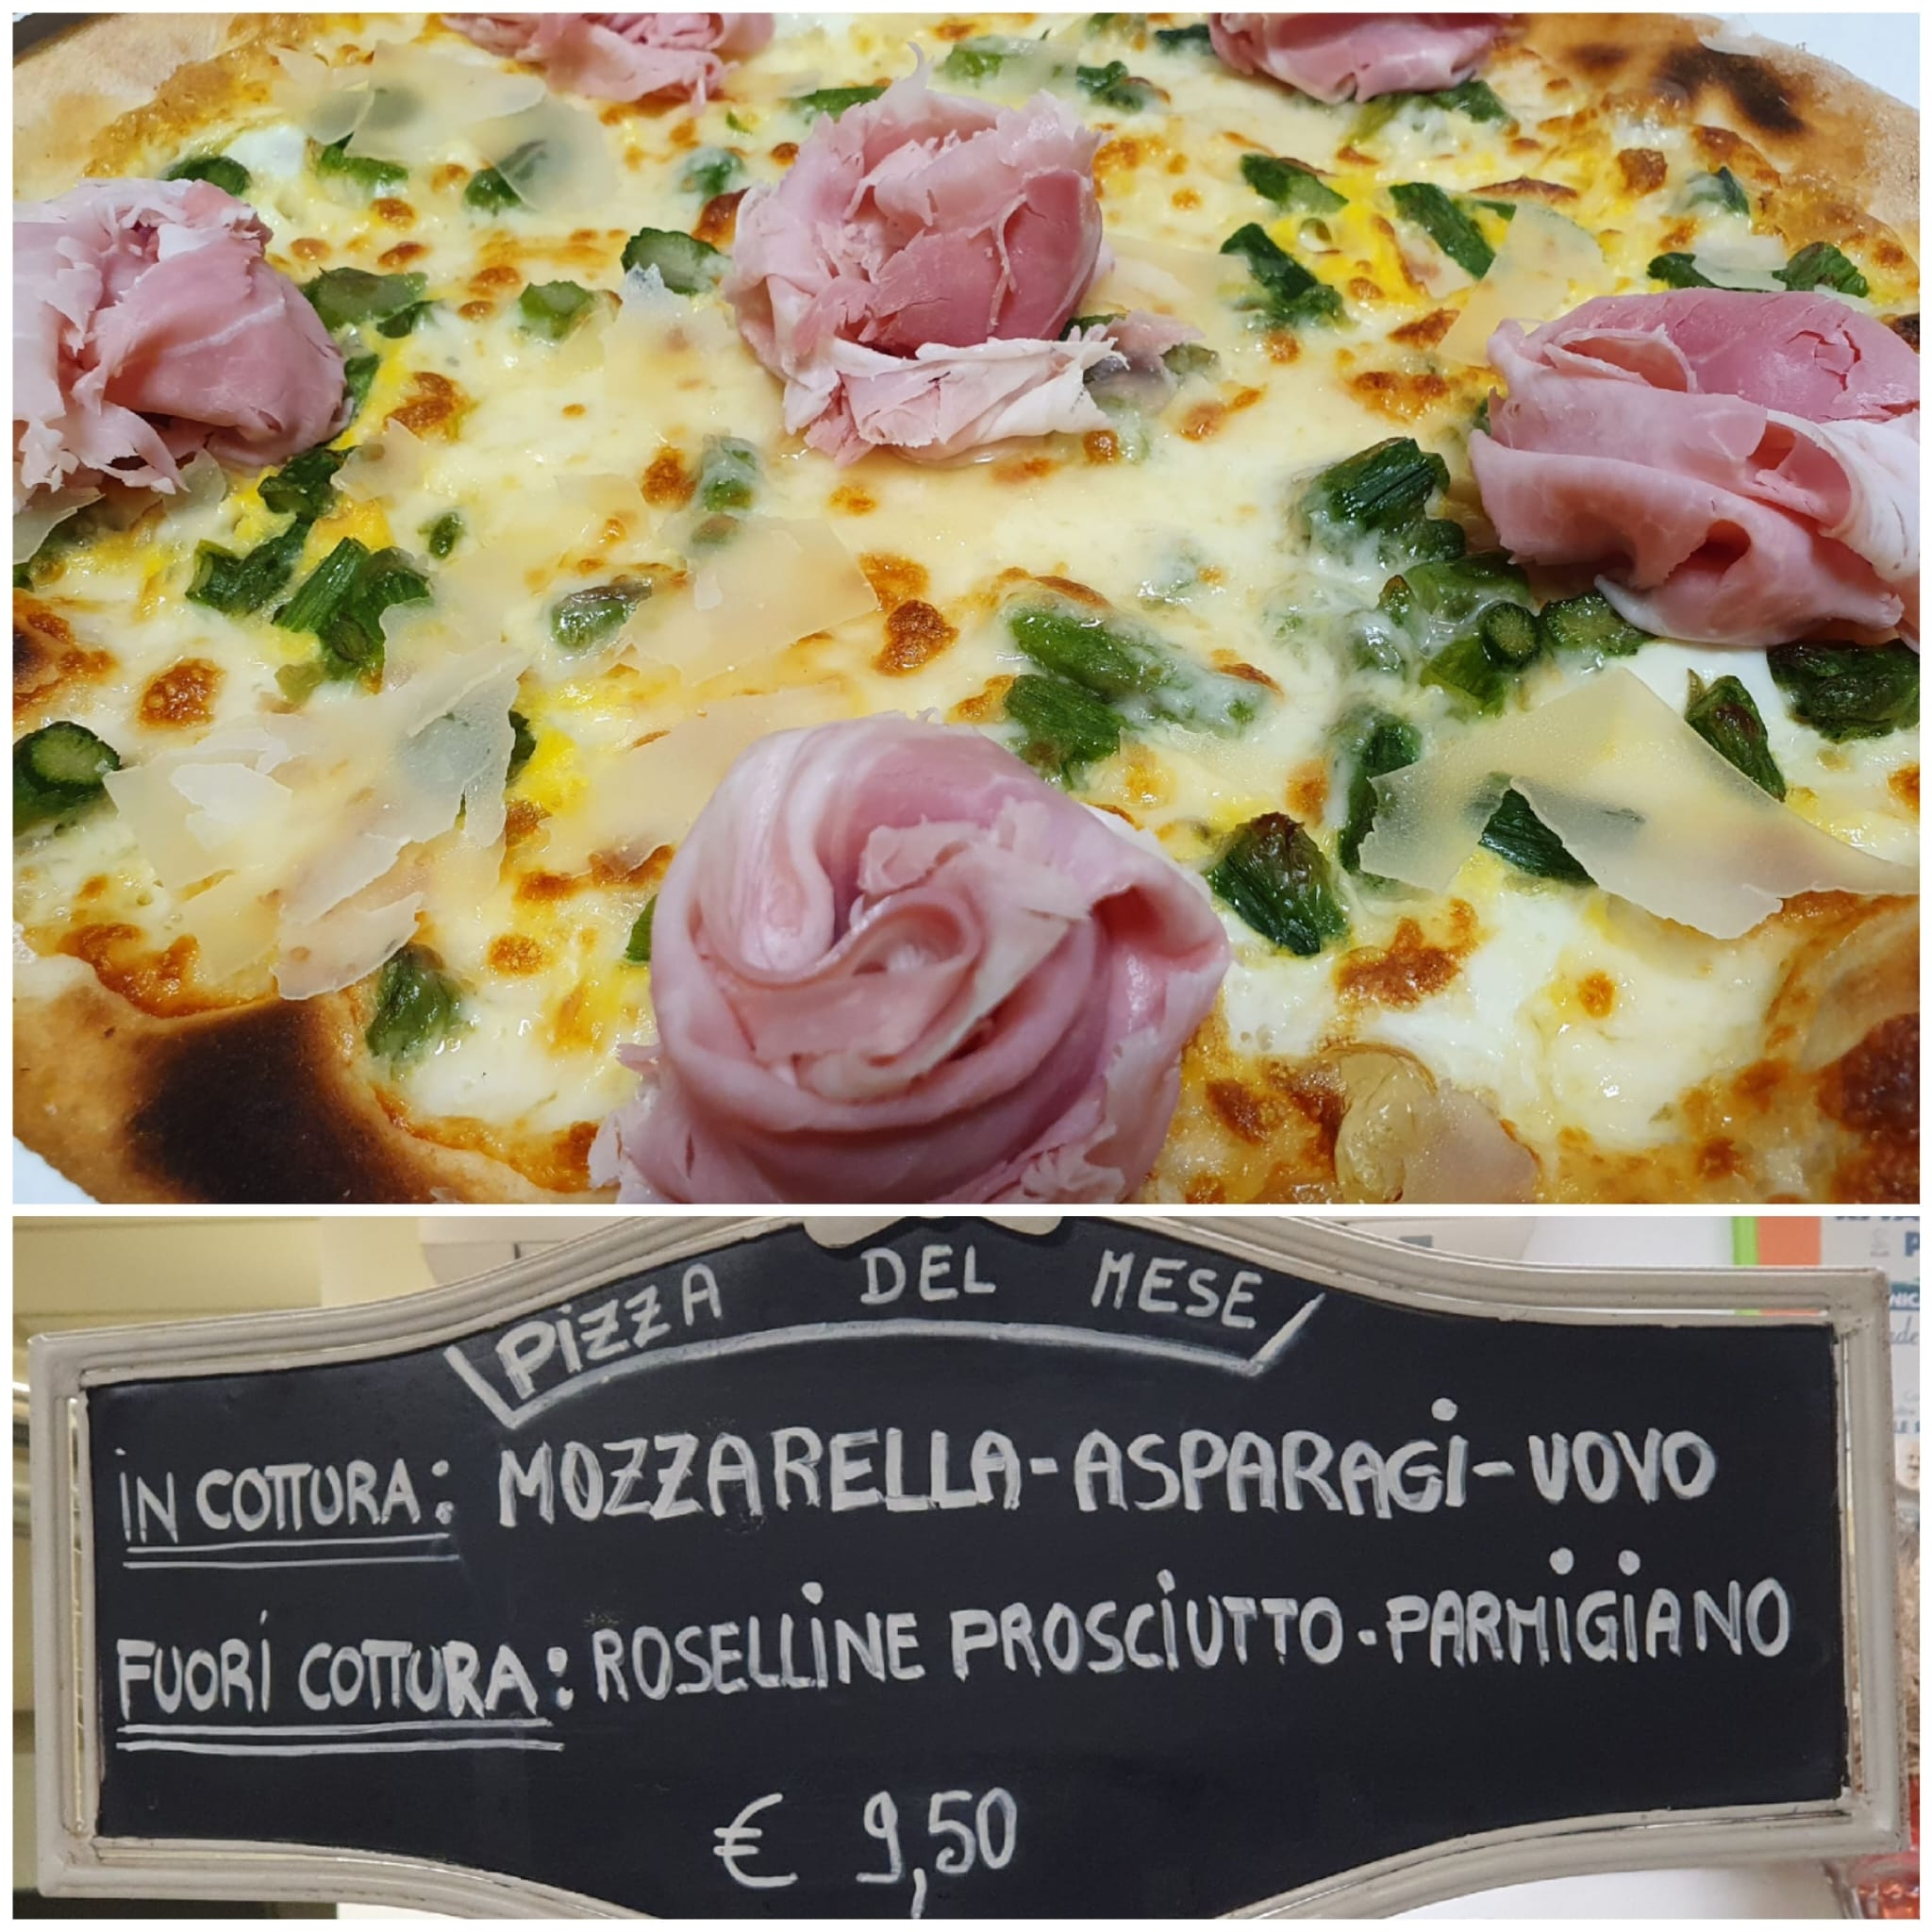 PIZZA DEL MESE
IN COTTURA: MOZZARELLA-ASPARAGI-UOVO
FUORI COTTURA: ROSELLINE PROSCIUTTO-PARMIGIANO
€ 9,50